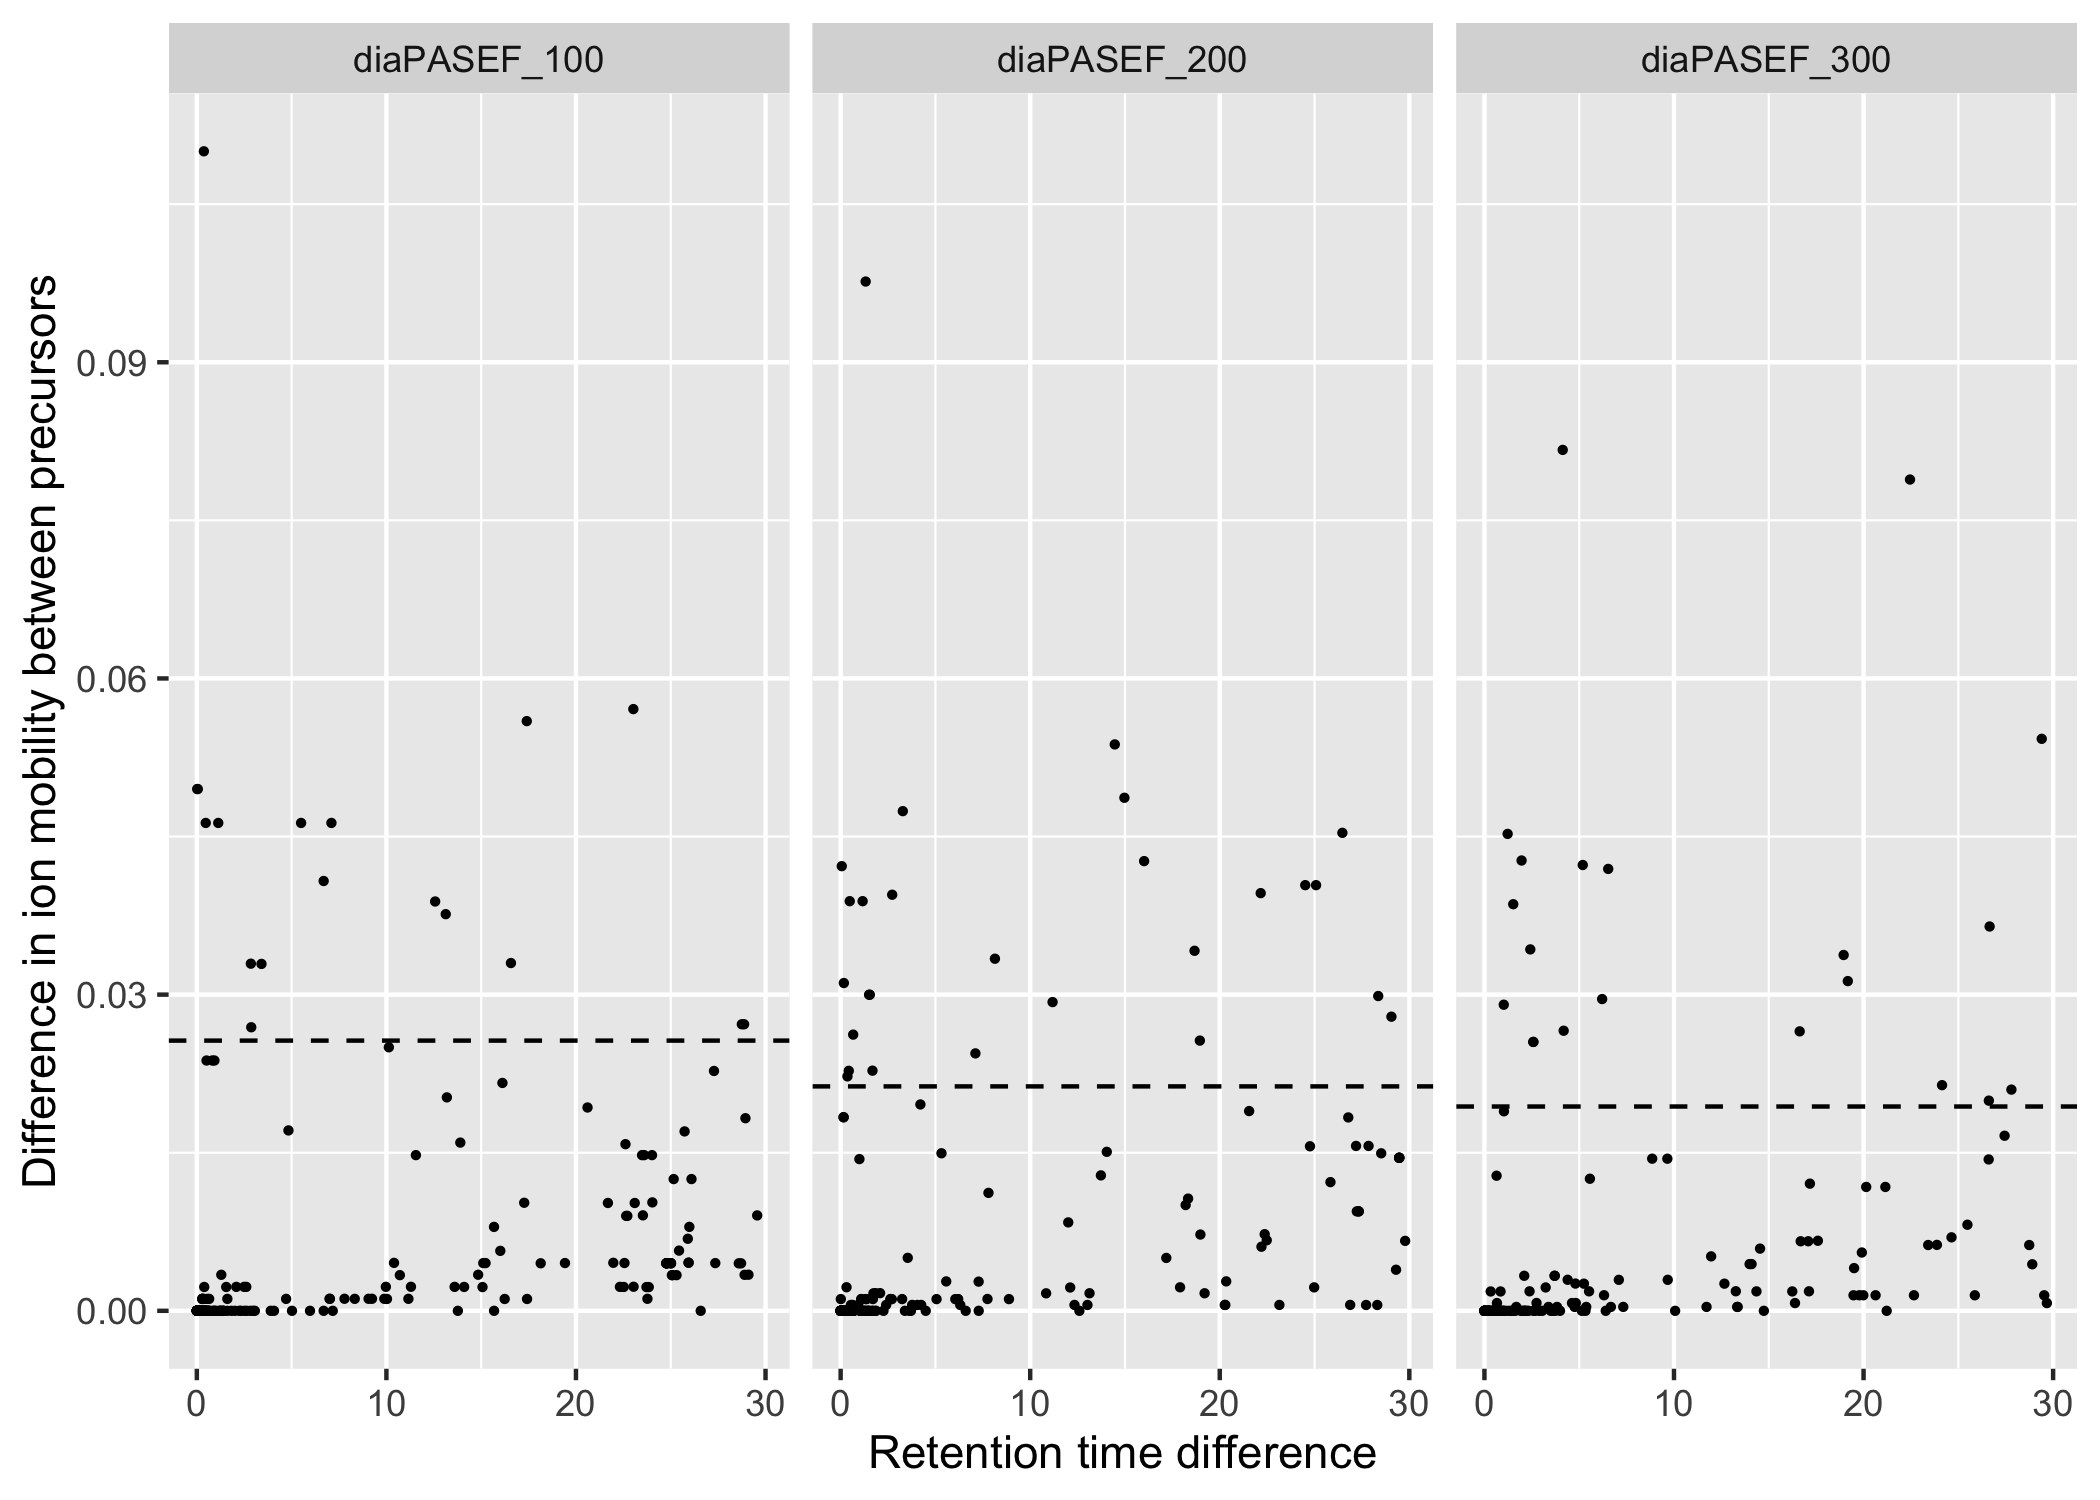 diaPASEF_100 diaPASEF_200 diaPASEF_300
Difference in ion mobility between precursors
0.09
0.06
0.03
0.00
0 10 20 30 0 10 20 30 0 10 20 30
Retention time difference